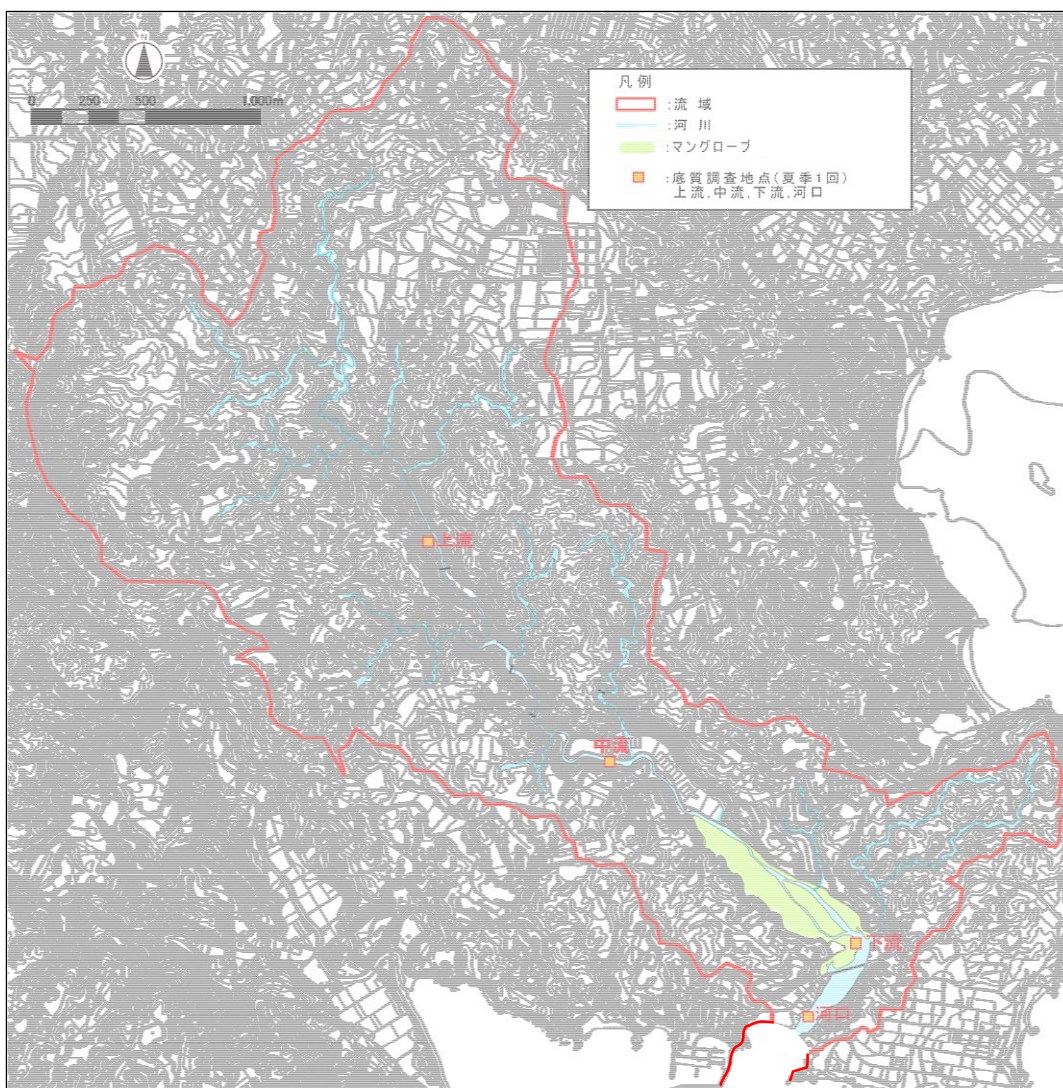 N
0 250 500 1,000m
凡例
:流域
:河川
:マングローブ
:底質調査地点(夏季1回)
上流,中流,下流,河口
上流
中流
下流
河口